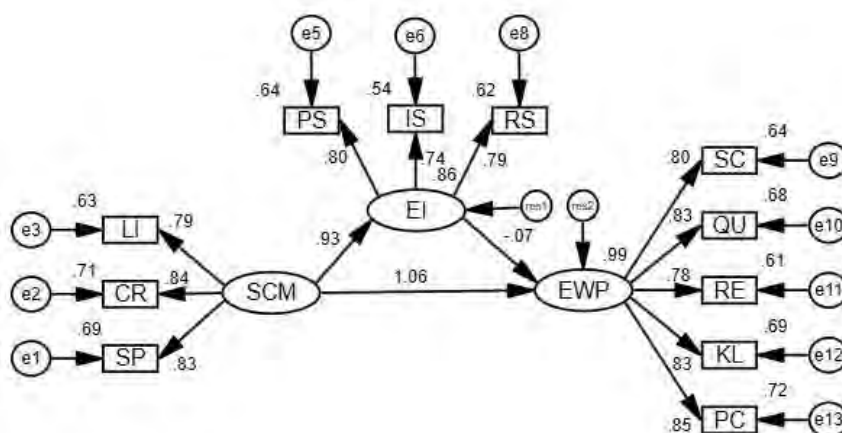 e5
e6
e8
.64
.54
.62
PS
IS
RS
.80
.74
.79
.86
EI
res1
res2
.63
e3
LI
.79
.71
e2
CR
.84
.69
e1
SP
.83
SCM
.93
-.07
1.06
.99
EWP
.80
SC
.64
e9
.83
QU
.68
e10
.78
RE
.61
e11
.83
KL
.69
e12
.85
PC
.72
e13